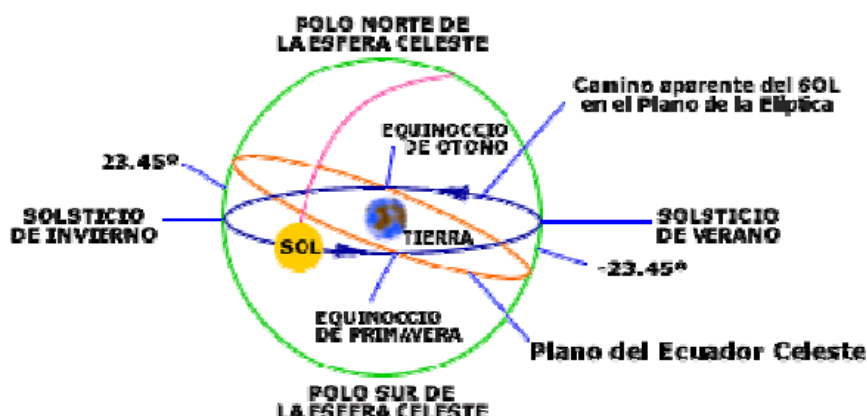 POLO NORTE DE
LA ESFERA CELESTE
Camino aparente del SOL
en el Plano de la Elíptica
EQUINOCCIO
DE OTOÑO
23.45º
SOLSTICIO
DE INVIERNO
SOL
TIERRA
SOLSTICIO
DE VERANO
-23.45º
EQUINOCCIO
DE PRIMAVERA
Plano del Ecuador Celeste
POLO SUR DE
LA ESFERA CELESTE